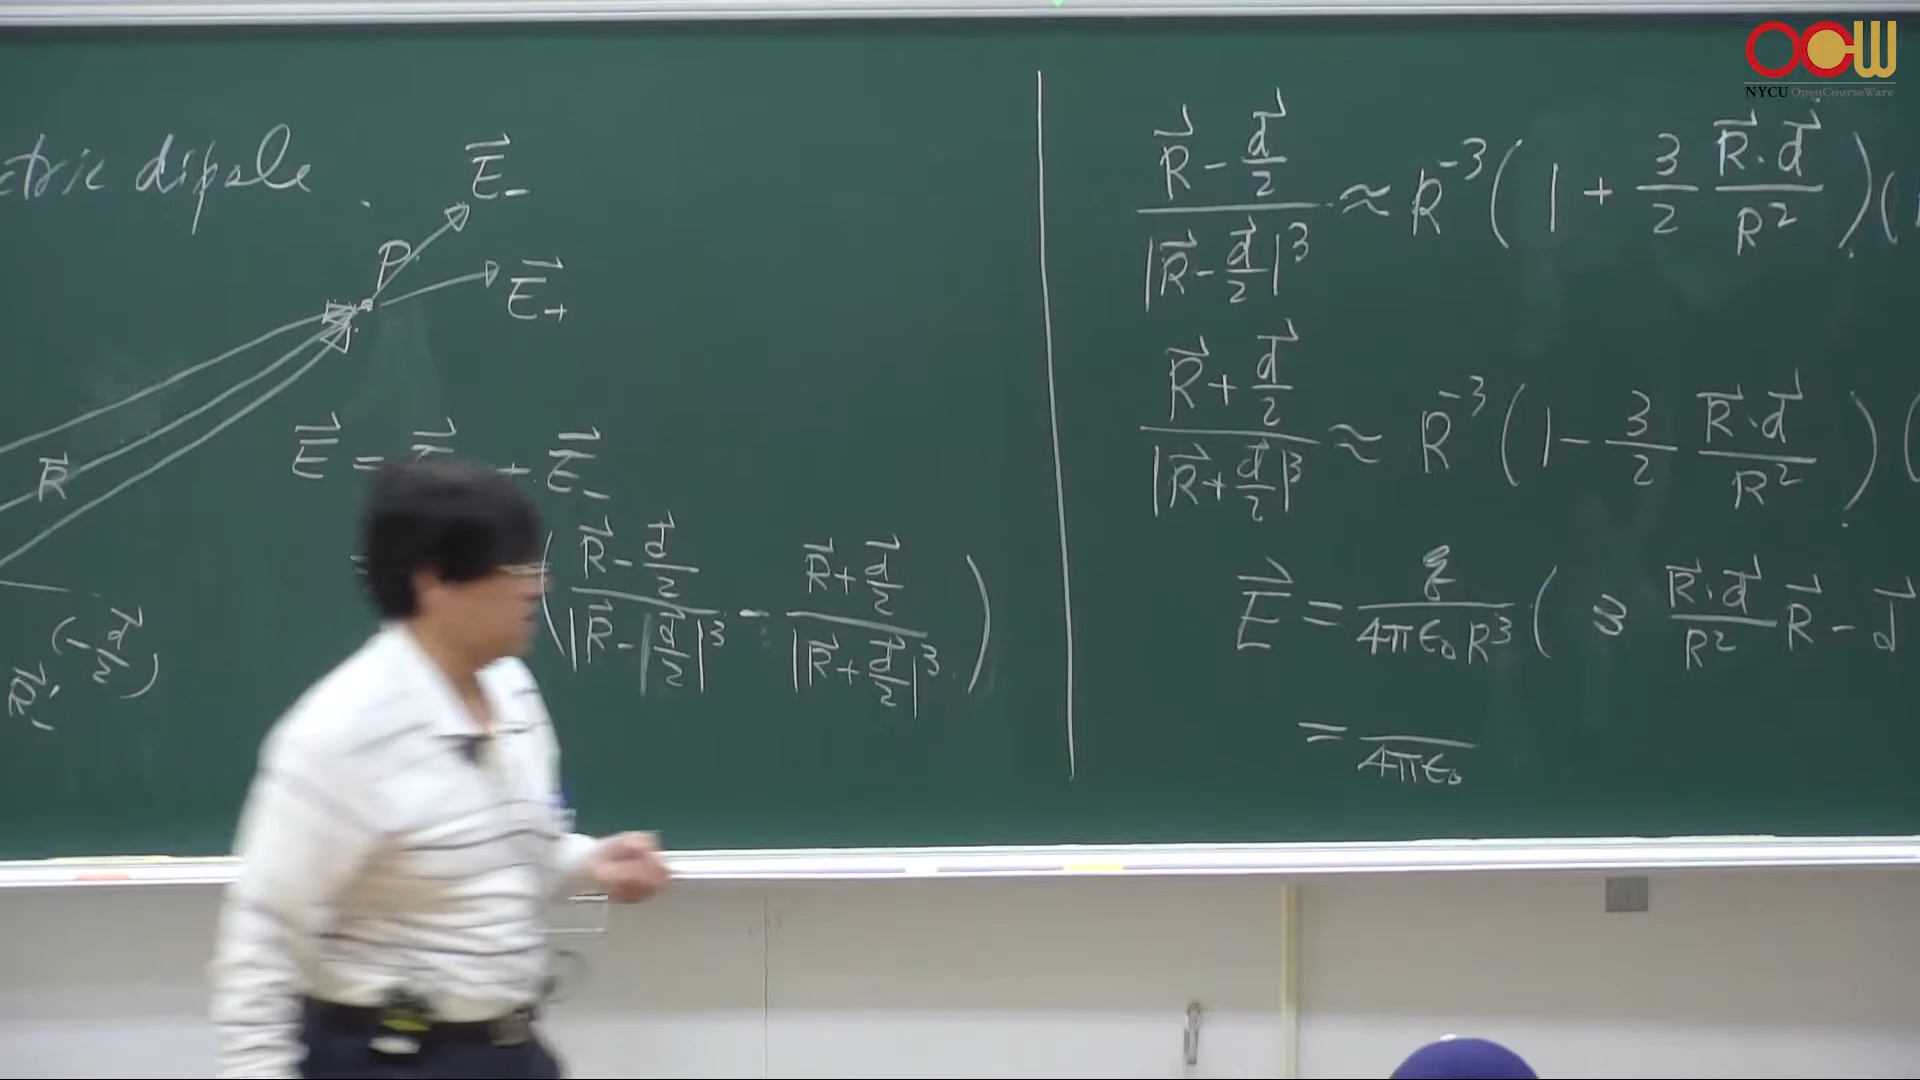 OCW
NYCU OpenCourseWare
ctric dipole
E⃗₋
P
E⃗₊
R⃗
E⃗ = + E⃗₋
= ( (R⃗ - d⃗/2) / |R⃗ - d⃗/2|³ - (R⃗ + d⃗/2) / |R⃗ + d⃗/2|³ )
(-d⃗/2)
(R⃗ - d⃗/2) / |R⃗ - d⃗/2|³ ≈ R⁻³ (1 + 3/2 (R⃗·d⃗)/R²)(
(R⃗ + d⃗/2) / |R⃗ + d⃗/2|³ ≈ R⁻³ (1 - 3/2 (R⃗·d⃗)/R²)(
E⃗ = q/(4πε₀R³) ( 3 (R⃗·d⃗)/R² R⃗ - d⃗
= /4πε₀